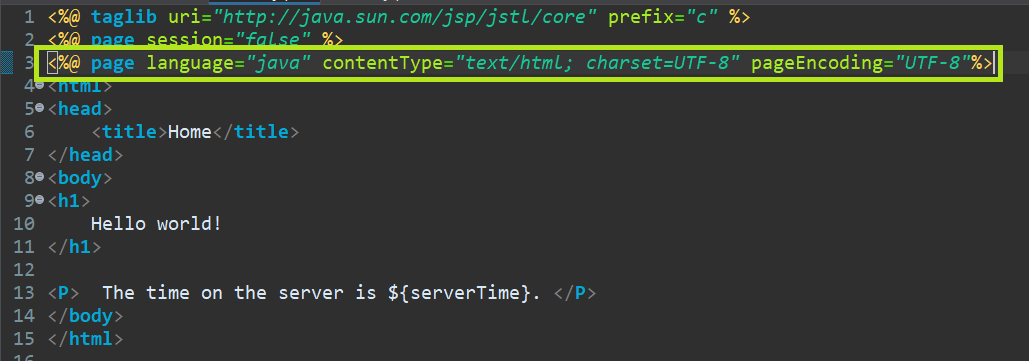 1 <%@ taglib uri="http://java.sun.com/jsp/jstl/core" prefix="c" %>
2 <%@ page session="false" %>
3 <%@ page language="java" contentType="text/html; charset=UTF-8" pageEncoding="UTF-8"%>
4 <html>
5 <head>
6     <title>Home</title>
7 </head>
8 <body>
9 <h1>
10     Hello world!
11 </h1>
12
13 <P>  The time on the server is ${serverTime}. </P>
14 </body>
15 </html>
16